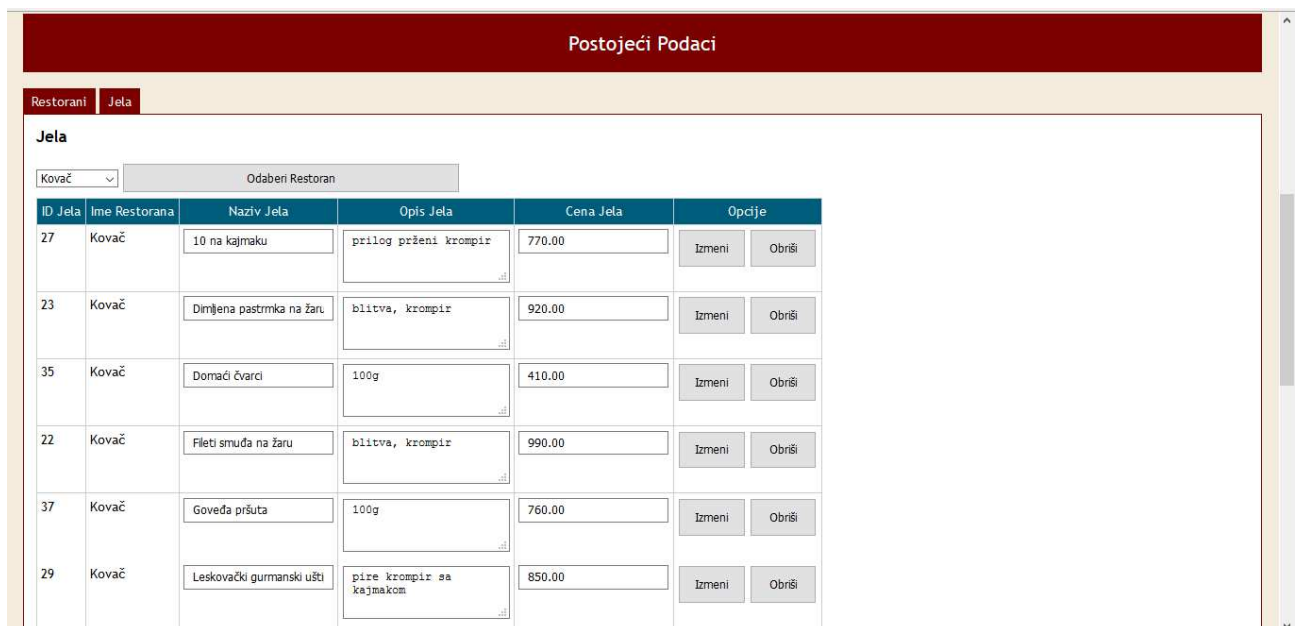 Postojeći Podaci
Restorani Jela
Jela
Kovač Odaberi Restoran
ID Jela Ime Restorana Naziv Jela Opis Jela Cena Jela Opcije
27 Kovač 10 na kajmaku prilog prženi krompir 770.00 Izmeni Obriši
23 Kovač Dimljena pastrmka na žaru blitva, krompir 920.00 Izmeni Obriši
35 Kovač Domaći čvarci 100g 410.00 Izmeni Obriši
22 Kovač Fileti smuđa na žaru blitva, krompir 990.00 Izmeni Obriši
37 Kovač Goveđa pršuta 100g 760.00 Izmeni Obriši
29 Kovač Leskovački gurmanski ušti pire krompir sa 850.00 Izmeni Obriši
kajmakom